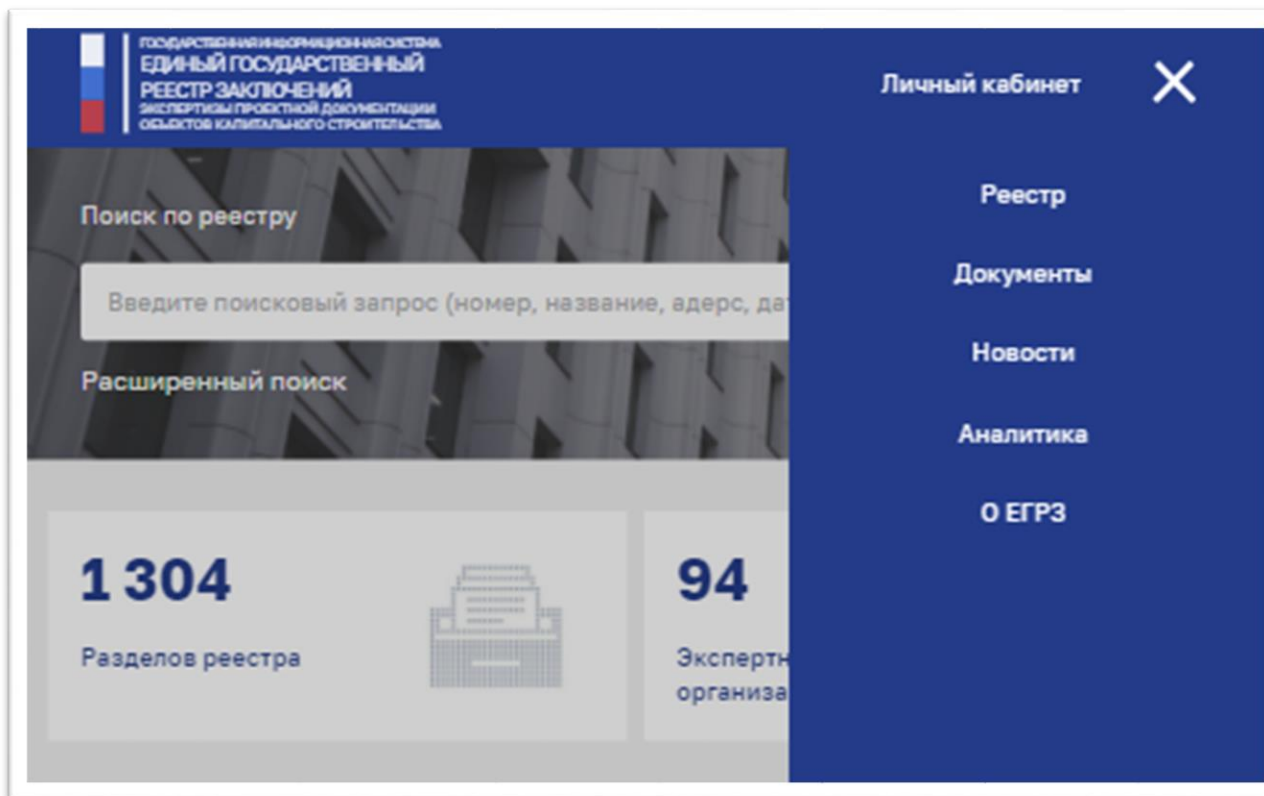 ГОСУДАРСТВЕННАЯ ИНФОРМАЦИОННАЯ СИСТЕМА
ЕДИНЫЙ ГОСУДАРСТВЕННЫЙ
РЕЕСТР ЗАКЛЮЧЕНИЙ
ЭКСПЕРТИЗЫ ПРОЕКТНОЙ ДОКУМЕНТАЦИИ
ОБЪЕКТОВ КАПИТАЛЬНОГО СТРОИТЕЛЬСТВА
Личный кабинет
Реестр
Документы
Новости
Аналитика
О ЕГРЗ
Поиск по реестру
Введите поисковый запрос (номер, название, адерс, да
Расширенный поиск
1 304
Разделов реестра
94
Экспертн
организа